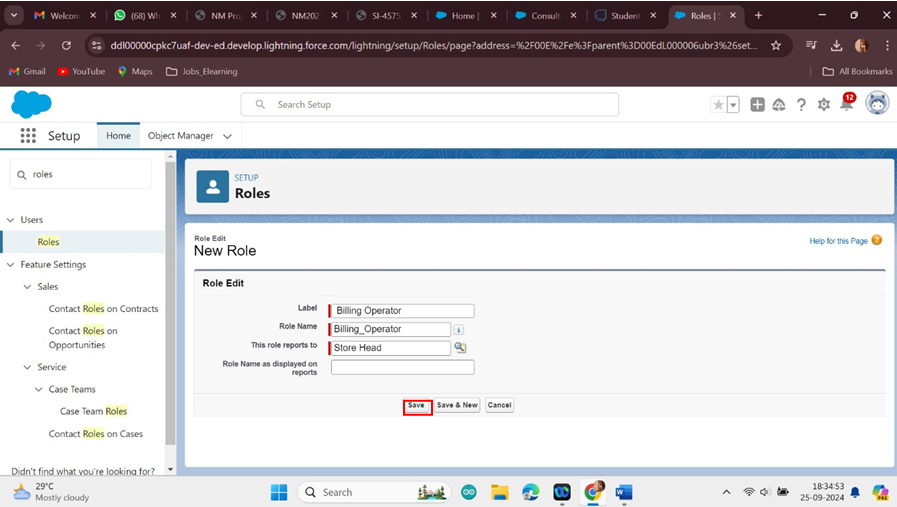 Welcom
(68) Wh
NM Pro
NM202
SI-4575
Home |
Consult
Student
Roles | S
ddl00000cpkc7uaf-dev-ed.develop.lightning.force.com/lightning/setup/Roles/page?address=%2F00E%2Fe%3Fparent%3D00EdL000006ubr3%26set...
Gmail
YouTube
Maps
Jobs_Elearning
All Bookmarks
Search Setup
12
Setup
Home
Object Manager
roles
Users
Roles
Feature Settings
Sales
Contact Roles on Contracts
Contact Roles on
Opportunities
Service
Case Teams
Case Team Roles
Contact Roles on Cases
Didn't find what you're looking for?
SETUP
Roles
Role Edit
New Role
Help for this Page
Role Edit
Label Billing Operator
Role Name Billing_Operator
This role reports to Store Head
Role Name as displayed on
reports
Save Save & New Cancel
29°C
Mostly cloudy
Search
18:34:53
25-09-2024
PRE